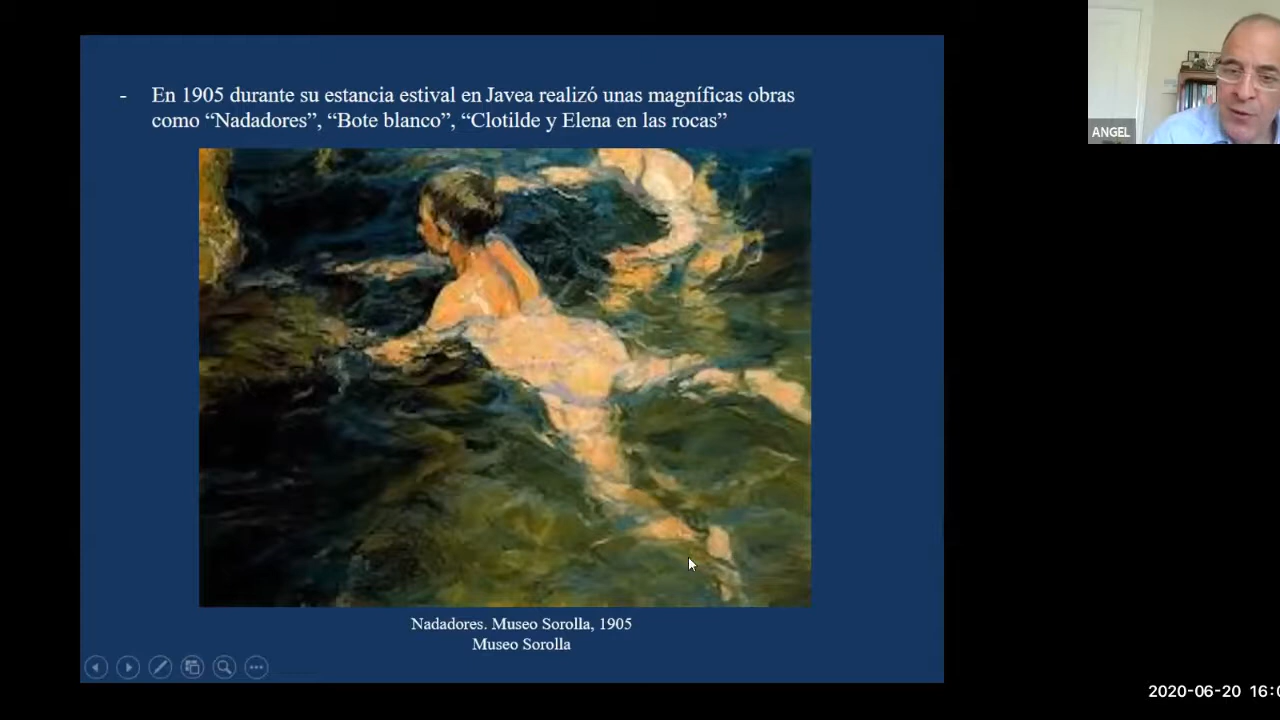 - En 1905 durante su estancia estival en Javea realizó unas magníficas obras
como “Nadadores”, “Bote blanco”, “Clotilde y Elena en las rocas”
ANGEL
Nadadores. Museo Sorolla, 1905
Museo Sorolla
2020-06-20 16:0